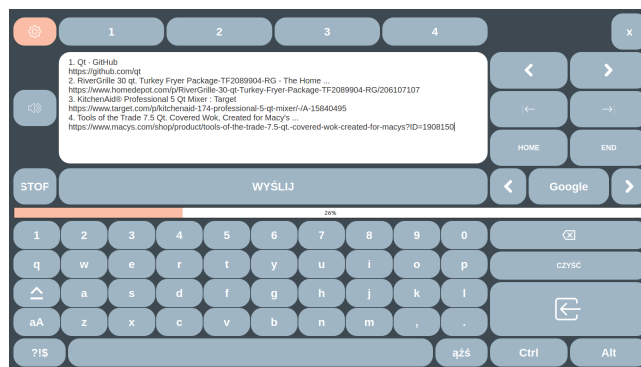 1 2 3 4 x
1. Qt · GitHub
https://github.com/qt
2. RiverGrille 30 qt. Turkey Fryer Package-TF2089904-RG - The Home ...
https://www.homedepot.com/p/RiverGrille-30-qt-Turkey-Fryer-Package-TF2089904-RG/206107107
3. KitchenAid® Professional 5 Qt Mixer : Target
https://www.target.com/p/kitchenaid-174-professional-5-qt-mixer/-/A-15840495
4. Tools of the Trade 7.5 Qt. Covered Wok, Created for Macy's ...
https://www.macys.com/shop/product/tools-of-the-trade-7.5-qt.-covered-wok-created-for-macys?ID=1908150
HOME END
STOP WYŚLIJ Google
26%
1 2 3 4 5 6 7 8 9 0
q w e r t y u i o p CZYŚĆ
a s d f g h j k l
aA z x c v b n m , .
?!$ ąźś Ctrl Alt